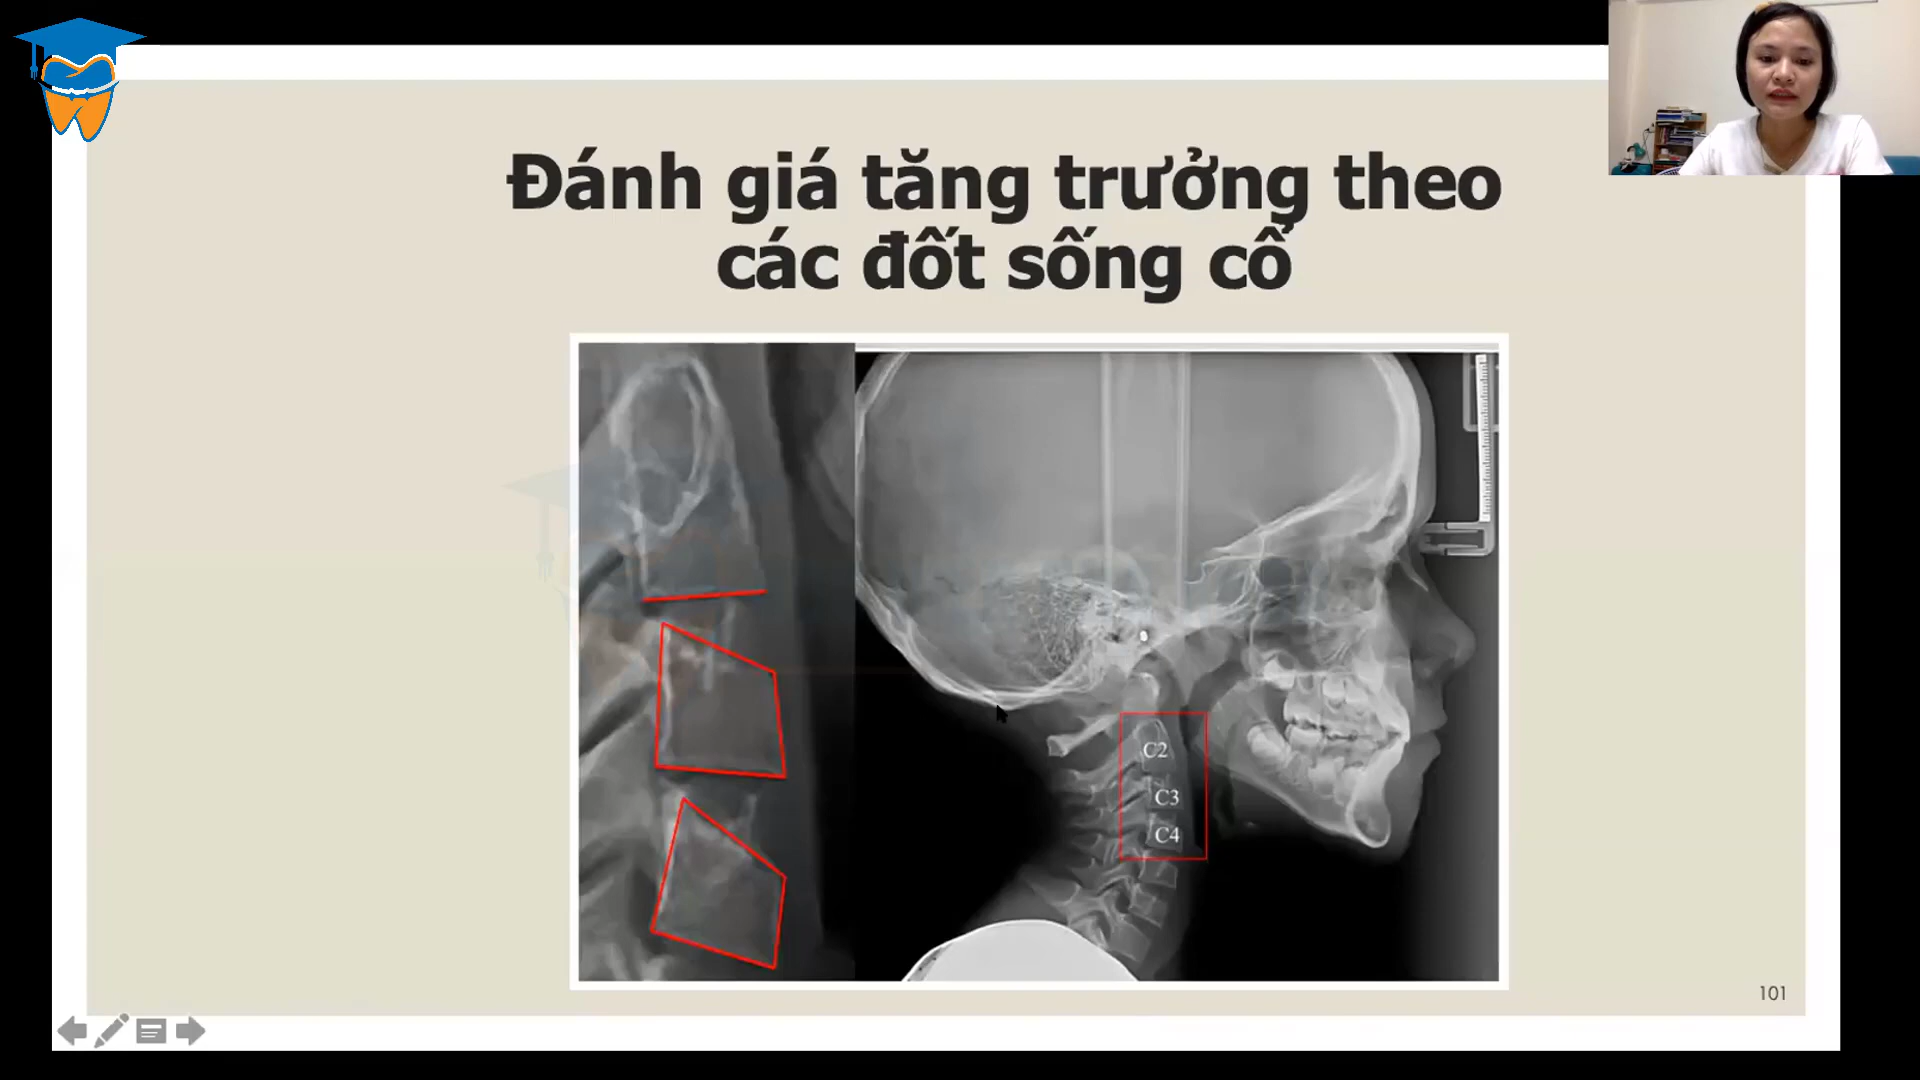 Đánh giá tăng trưởng theo
các đốt sống cổ
C2
C3
C4
101